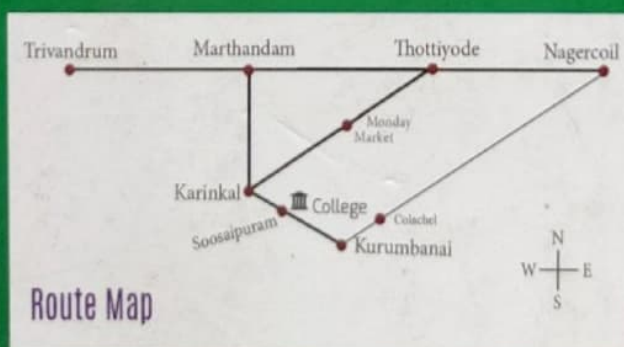 Trivandrum
Marthandam
Thottiyode
Nagercoil
Monday
Market
Karinkal
College
Soosaipuram
Colachel
Kurumbanai
N
W E
S
Route Map